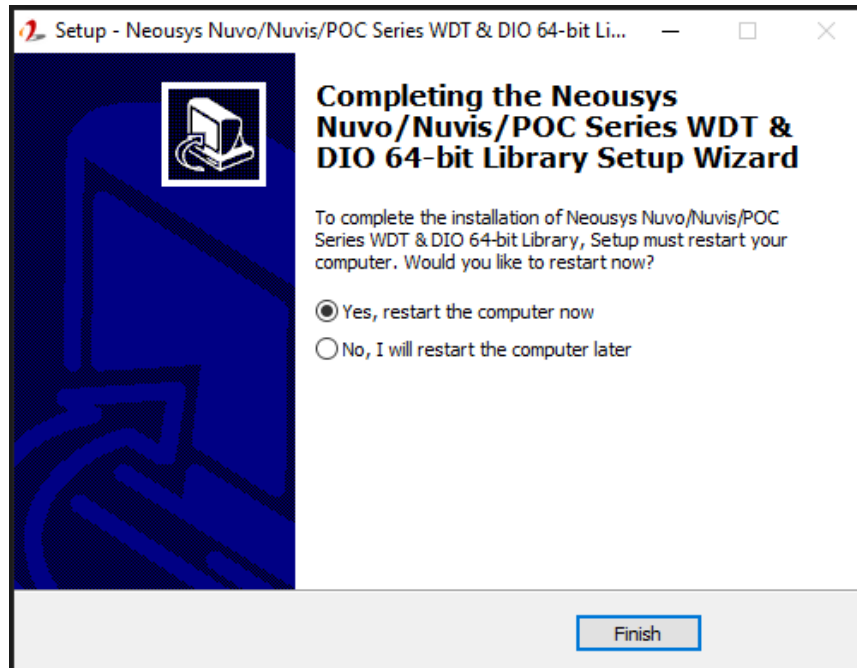 Setup - Neousys Nuvo/Nuvis/POC Series WDT & DIO 64-bit Li...
Completing the Neousys
Nuvo/Nuvis/POC Series WDT &
DIO 64-bit Library Setup Wizard
To complete the installation of Neousys Nuvo/Nuvis/POC
Series WDT & DIO 64-bit Library, Setup must restart your
computer. Would you like to restart now?
Yes, restart the computer now
No, I will restart the computer later
Finish